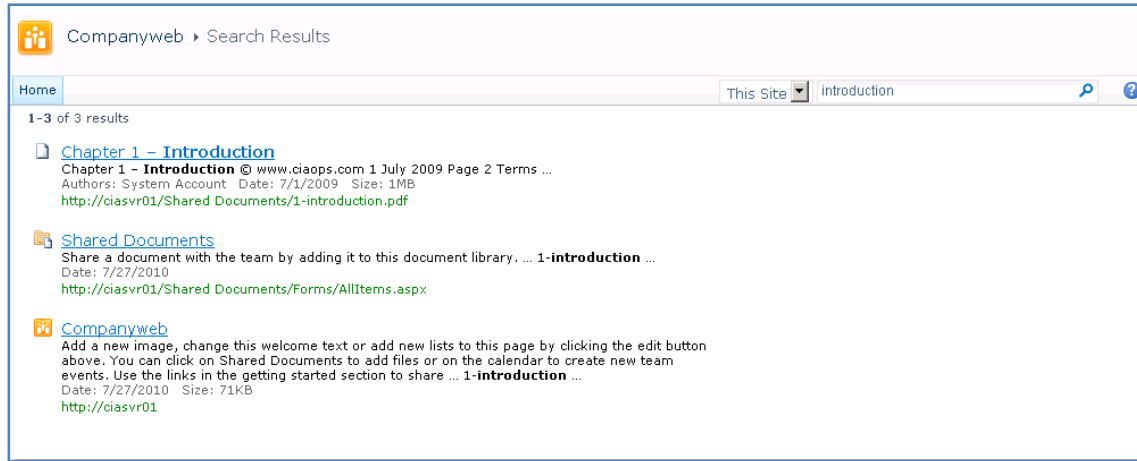 Companyweb ▸ Search Results
Home
This Site
introduction
1-3 of 3 results
Chapter 1 – Introduction
Chapter 1 – Introduction © www.ciaops.com 1 July 2009 Page 2 Terms ...
Authors: System Account Date: 7/1/2009 Size: 1MB
http://ciasvr01/Shared Documents/1-introduction.pdf
Shared Documents
Share a document with the team by adding it to this document library. ... 1-introduction ...
Date: 7/27/2010
http://ciasvr01/Shared Documents/Forms/AllItems.aspx
Companyweb
Add a new image, change this welcome text or add new lists to this page by clicking the edit button
above. You can click on Shared Documents to add files or on the calendar to create new team
events. Use the links in the getting started section to share ... 1-introduction ...
Date: 7/27/2010 Size: 71KB
http://ciasvr01